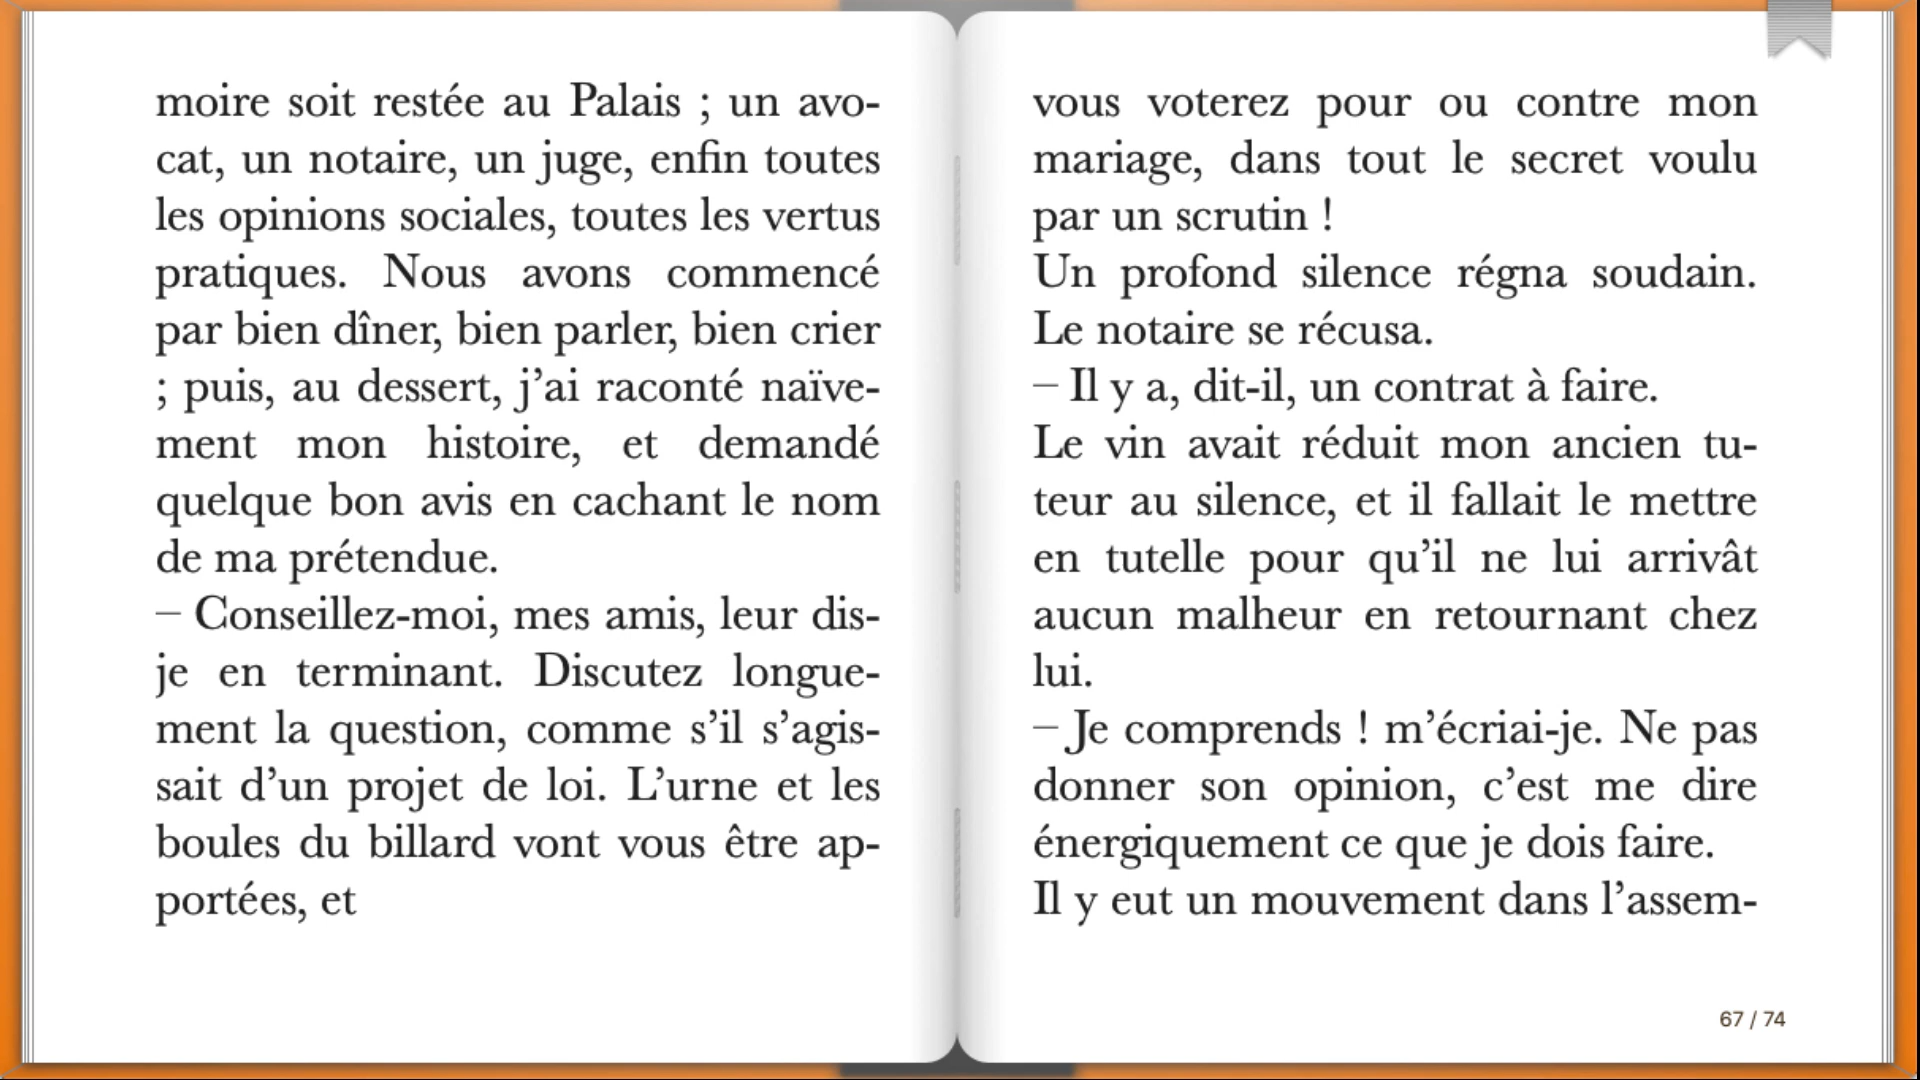 moire soit restée au Palais ; un avo-
cat, un notaire, un juge, enfin toutes
les opinions sociales, toutes les vertus
pratiques. Nous avons commencé
par bien dîner, bien parler, bien crier
; puis, au dessert, j’ai raconté naïve-
ment mon histoire, et demandé
quelque bon avis en cachant le nom
de ma prétendue.
– Conseillez-moi, mes amis, leur dis-
je en terminant. Discutez longue-
ment la question, comme s’il s’agis-
sait d’un projet de loi. L’urne et les
boules du billard vont vous être ap-
portées, et
vous voterez pour ou contre mon
mariage, dans tout le secret voulu
par un scrutin !
Un profond silence régna soudain.
Le notaire se récusa.
– Il y a, dit-il, un contrat à faire.
Le vin avait réduit mon ancien tu-
teur au silence, et il fallait le mettre
en tutelle pour qu’il ne lui arrivât
aucun malheur en retournant chez
lui.
– Je comprends ! m’écriai-je. Ne pas
donner son opinion, c’est me dire
énergiquement ce que je dois faire.
Il y eut un mouvement dans l’assem-
67 / 74